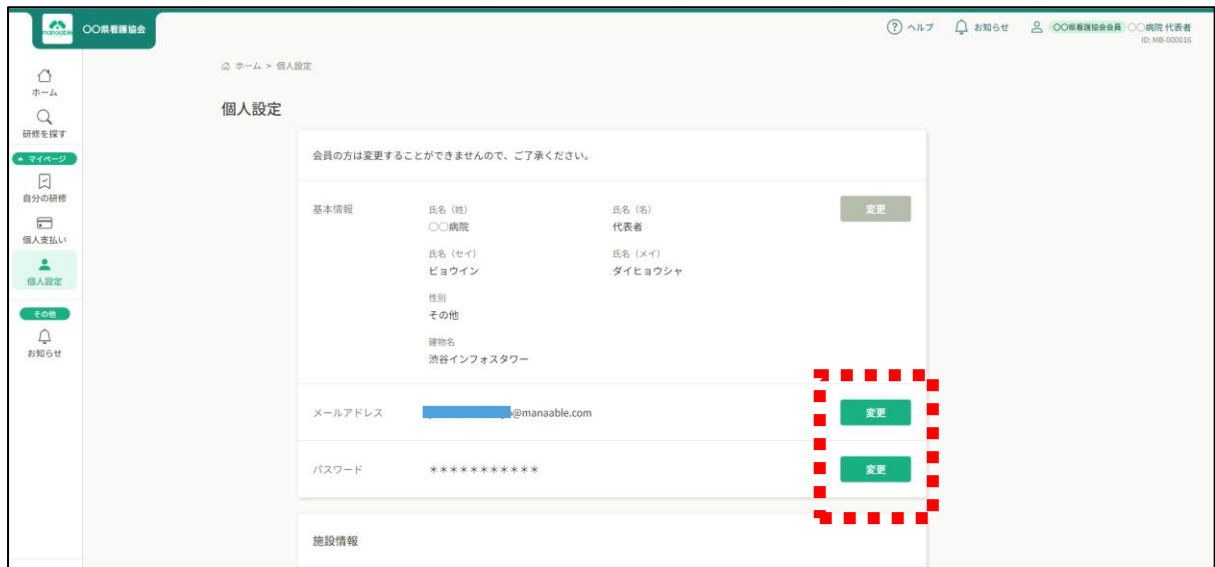 manaable
〇〇県看護協会
? ヘルプ
お知らせ
〇〇県看護協会会員 〇〇病院 代表者
ID: MB-000016
ホーム
研修を探す
マイページ
自分の研修
個人支払い
個人設定
その他
お知らせ
ホーム > 個人設定
個人設定
会員の方は変更することができませんので、ご了承ください。
基本情報
氏名（姓） 氏名（名）
〇〇病院 代表者
変更
氏名（セイ） 氏名（メイ）
ビョウイン ダイヒョウシャ
性別
その他
建物名
渋谷インフォスタワー
メールアドレス @manaable.com 変更
パスワード ＊＊＊＊＊＊＊＊＊＊＊ 変更
施設情報